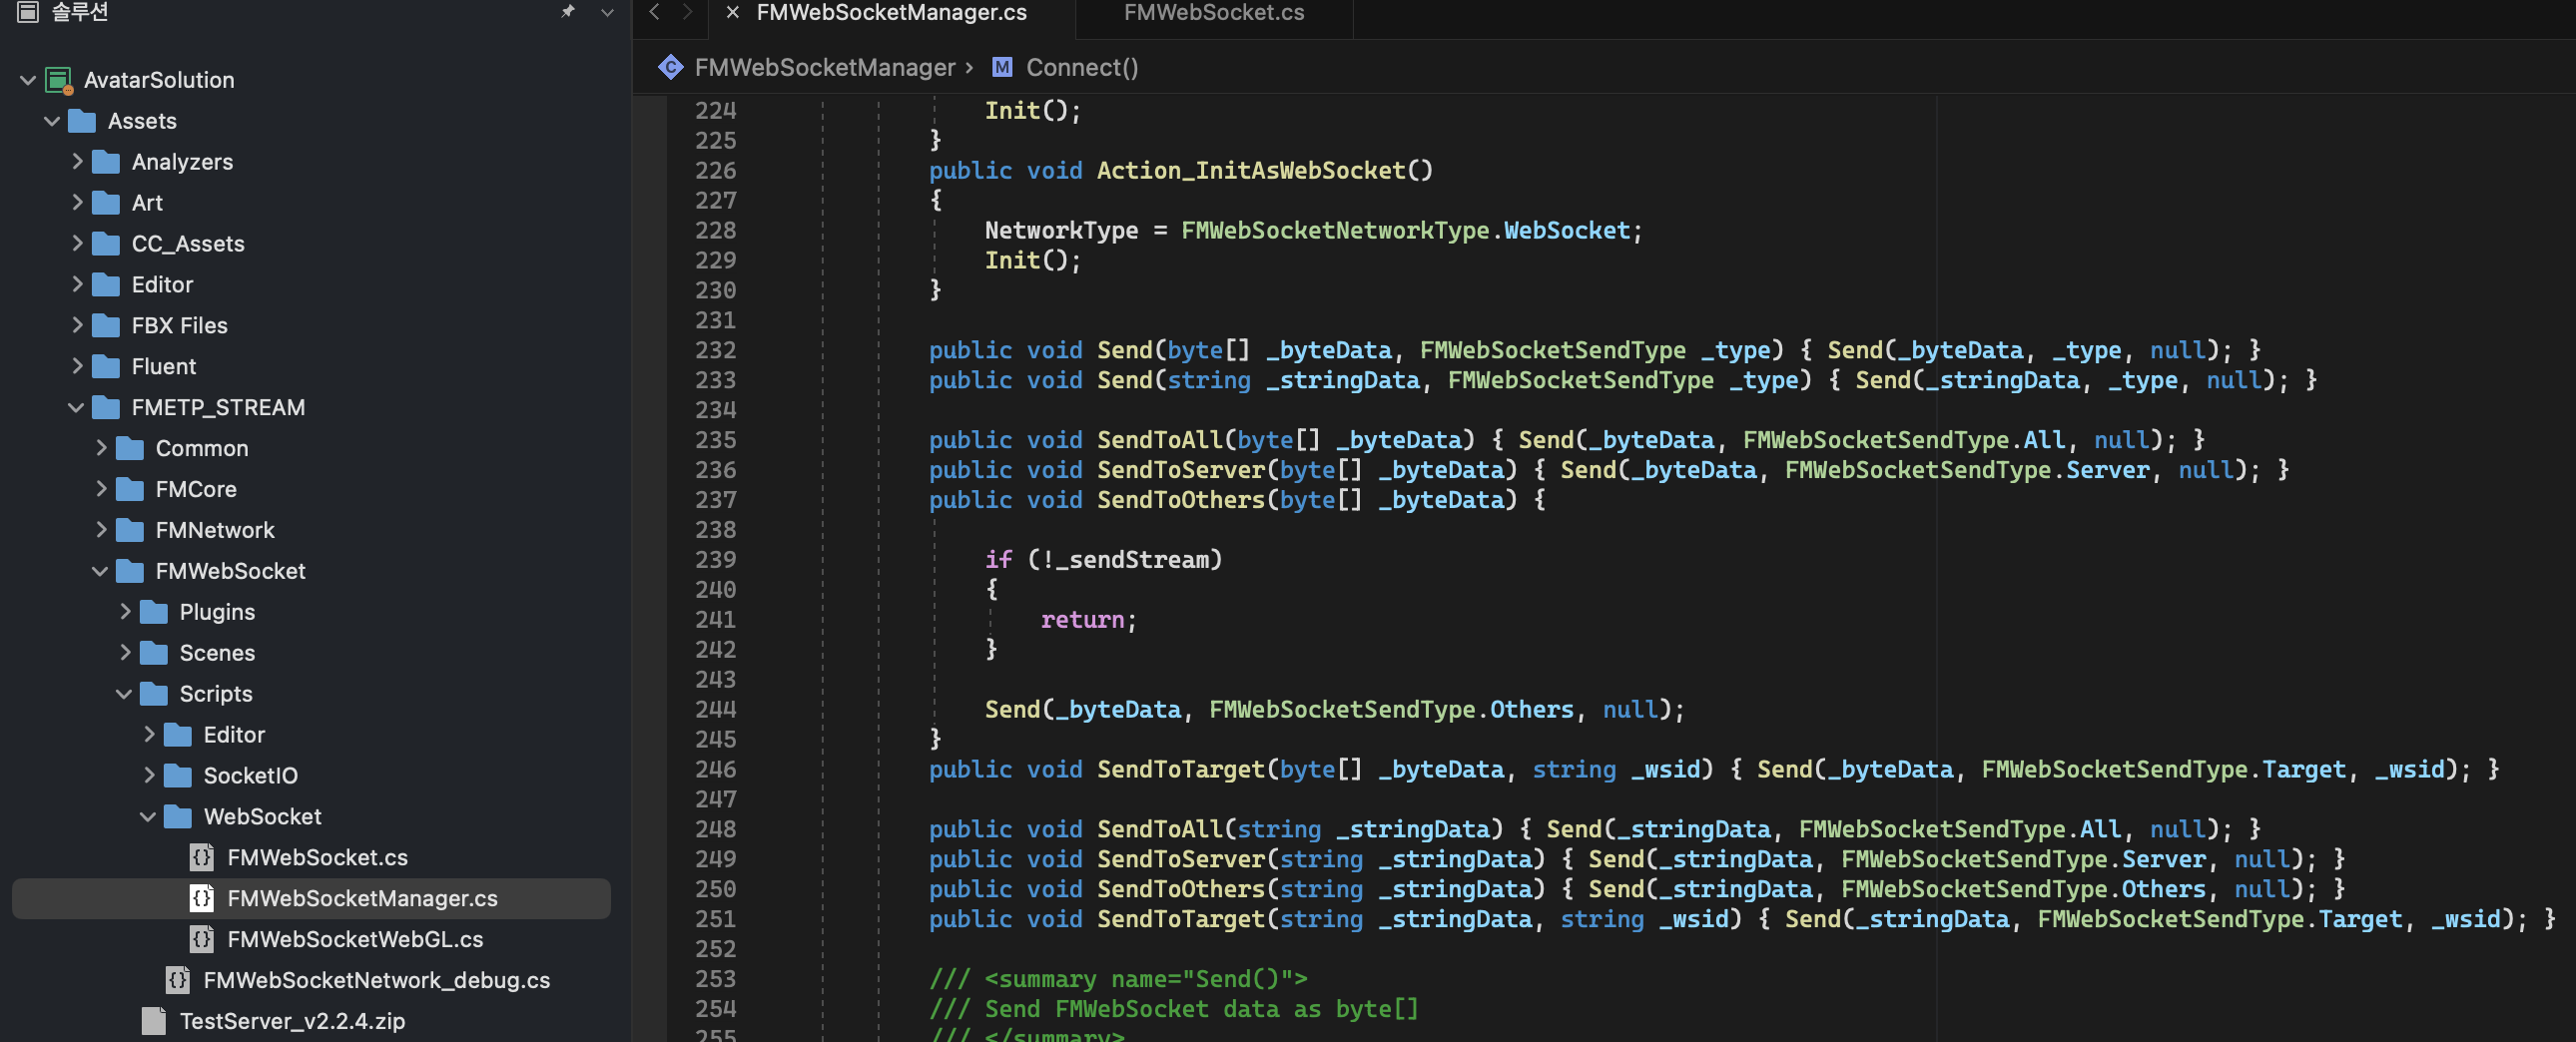 솔루션
AvatarSolution
Assets
Analyzers
Art
CC_Assets
Editor
FBX Files
Fluent
FMETP_STREAM
Common
FMCore
FMNetwork
FMWebSocket
Plugins
Scenes
Scripts
Editor
SocketIO
WebSocket
FMWebSocket.cs
FMWebSocketManager.cs
FMWebSocketWebGL.cs
FMWebSocketNetwork_debug.cs
TestServer_v2.2.4.zip
FMWebSocketManager.cs
FMWebSocket.cs
C FMWebSocketManager › M Connect()
224 Init();
225 }
226 public void Action_InitAsWebSocket()
227 {
228 NetworkType = FMWebSocketNetworkType.WebSocket;
229 Init();
230 }
231
232 public void Send(byte[] _byteData, FMWebSocketSendType _type) { Send(_byteData, _type, null); }
233 public void Send(string _stringData, FMWebSocketSendType _type) { Send(_stringData, _type, null); }
234
235 public void SendToAll(byte[] _byteData) { Send(_byteData, FMWebSocketSendType.All, null); }
236 public void SendToServer(byte[] _byteData) { Send(_byteData, FMWebSocketSendType.Server, null); }
237 public void SendToOthers(byte[] _byteData) {
238
239 if (!_sendStream)
240 {
241 return;
242 }
243
244 Send(_byteData, FMWebSocketSendType.Others, null);
245 }
246 public void SendToTarget(byte[] _byteData, string _wsid) { Send(_byteData, FMWebSocketSendType.Target, _wsid); }
247
248 public void SendToAll(string _stringData) { Send(_stringData, FMWebSocketSendType.All, null); }
249 public void SendToServer(string _stringData) { Send(_stringData, FMWebSocketSendType.Server, null); }
250 public void SendToOthers(string _stringData) { Send(_stringData, FMWebSocketSendType.Others, null); }
251 public void SendToTarget(string _stringData, string _wsid) { Send(_stringData, FMWebSocketSendType.Target, _wsid); }
252
253 /// <summary name="Send()">
254 /// Send FMWebSocket data as byte[]
255 /// </summary>